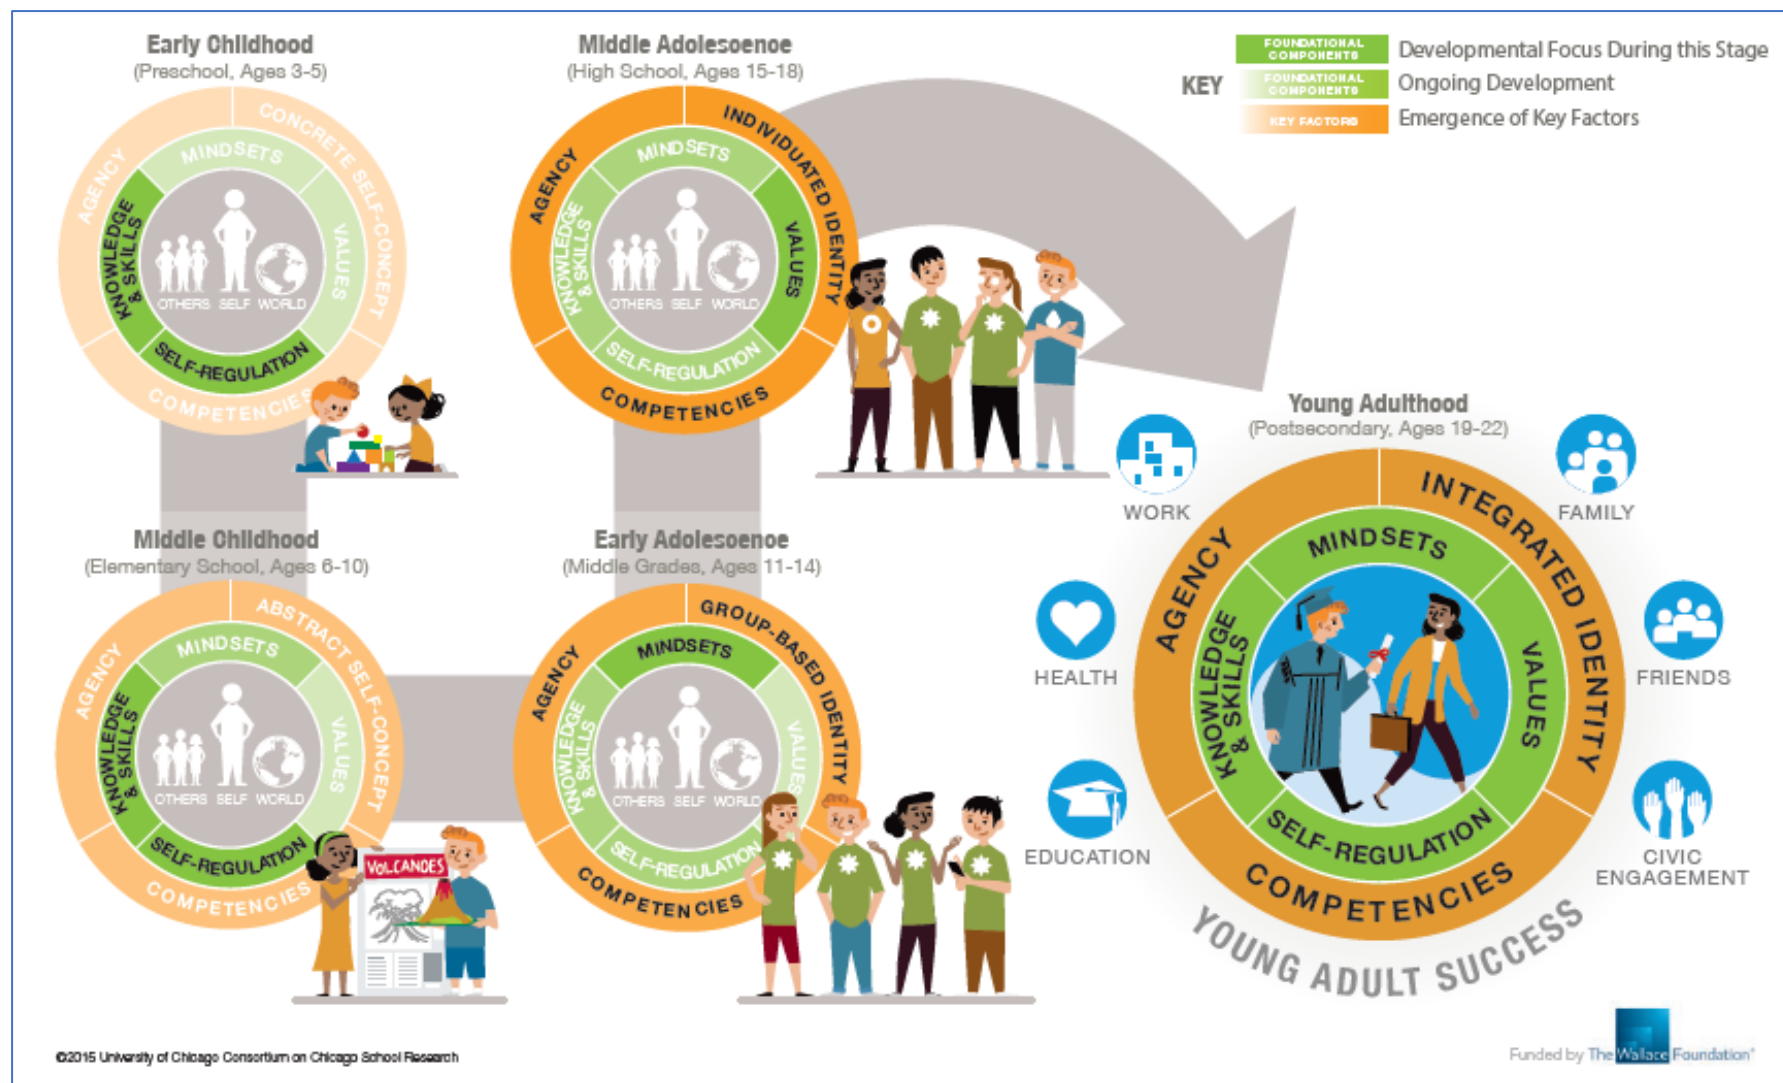 Early Childhood
(Preschool, Ages 3-5)
AGENCY
CONCRETE SELF-CONCEPT
COMPETENCIES
MINDSETS
VALUES
SELF-REGULATION
KNOWLEDGE
& SKILLS
OTHERS SELF WORLD
Middle Childhood
(Elementary School, Ages 6-10)
AGENCY
ABSTRACT SELF-CONCEPT
COMPETENCIES
MINDSETS
VALUES
SELF-REGULATION
KNOWLEDGE
& SKILLS
OTHERS SELF WORLD
VOLCANOES
Early Adolesoenoe
(Middle Grades, Ages 11-14)
AGENCY
GROUP-BASED IDENTITY
COMPETENCIES
MINDSETS
VALUES
SELF-REGULATION
KNOWLEDGE
& SKILLS
OTHERS SELF WORLD
Middle Adolesoenoe
(High School, Ages 15-18)
AGENCY
INDIVIDUATED IDENTITY
COMPETENCIES
MINDSETS
VALUES
SELF-REGULATION
KNOWLEDGE
& SKILLS
OTHERS SELF WORLD
KEY
FOUNDATIONAL
COMPONENTS
Developmental Focus During this Stage
FOUNDATIONAL
COMPONENTS
Ongoing Development
KEY FACTORS
Emergence of Key Factors
Young Adulthood
(Postsecondary, Ages 19-22)
AGENCY
INTEGRATED IDENTITY
COMPETENCIES
MINDSETS
VALUES
SELF-REGULATION
KNOWLEDGE
& SKILLS
WORK
HEALTH
EDUCATION
FAMILY
FRIENDS
CIVIC
ENGAGEMENT
YOUNG ADULT SUCCESS
©2015 University of Chicago Consortium on Chicago School Research
Funded by The Wallace Foundation®